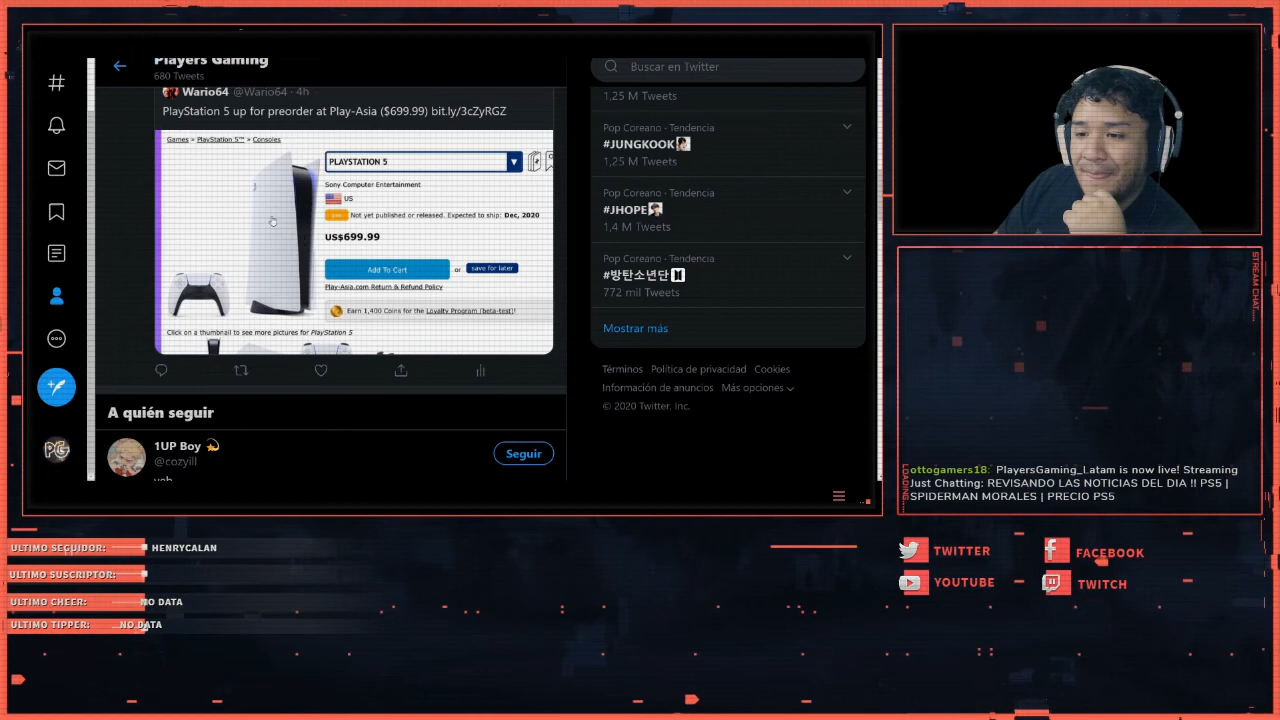 Players Gaming
680 Tweets
Wario64 @Wario64 · 4h
PlayStation 5 up for preorder at Play-Asia ($699.99) bit.ly/3cZyRGZ
Games » PlayStation 5™ » Consoles
PLAYSTATION 5
Sony Computer Entertainment
US
Not yet published or released. Expected to ship: Dec, 2020
US$699.99
Add To Cart or save for later
Play-Asia.com Return & Refund Policy
Earn 1,400 Coins for the Loyalty Program (beta-test)!
Click on a thumbnail to see more pictures for PlayStation 5
A quién seguir
1UP Boy
@cozyill
Seguir
yeh
PG
Buscar en Twitter
1,25 M Tweets
Pop Coreano · Tendencia
#JUNGKOOK
1,25 M Tweets
Pop Coreano · Tendencia
#JHOPE
1,4 M Tweets
Pop Coreano · Tendencia
#방탄소년단
772 mil Tweets
Mostrar más
Términos Política de privacidad Cookies
Información de anuncios Más opciones
© 2020 Twitter, Inc.
STREAM CHAT....
LOADING...
ottogamers18: PlayersGaming_Latam is now live! Streaming
Just Chatting: REVISANDO LAS NOTICIAS DEL DIA !! PS5 |
SPIDERMAN MORALES | PRECIO PS5
ULTIMO SEGUIDOR: HENRYCALAN
ULTIMO SUSCRIPTOR:
ULTIMO CHEER: NO DATA
ULTIMO TIPPER: NO DATA
TWITTER
FACEBOOK
YOUTUBE
TWITCH